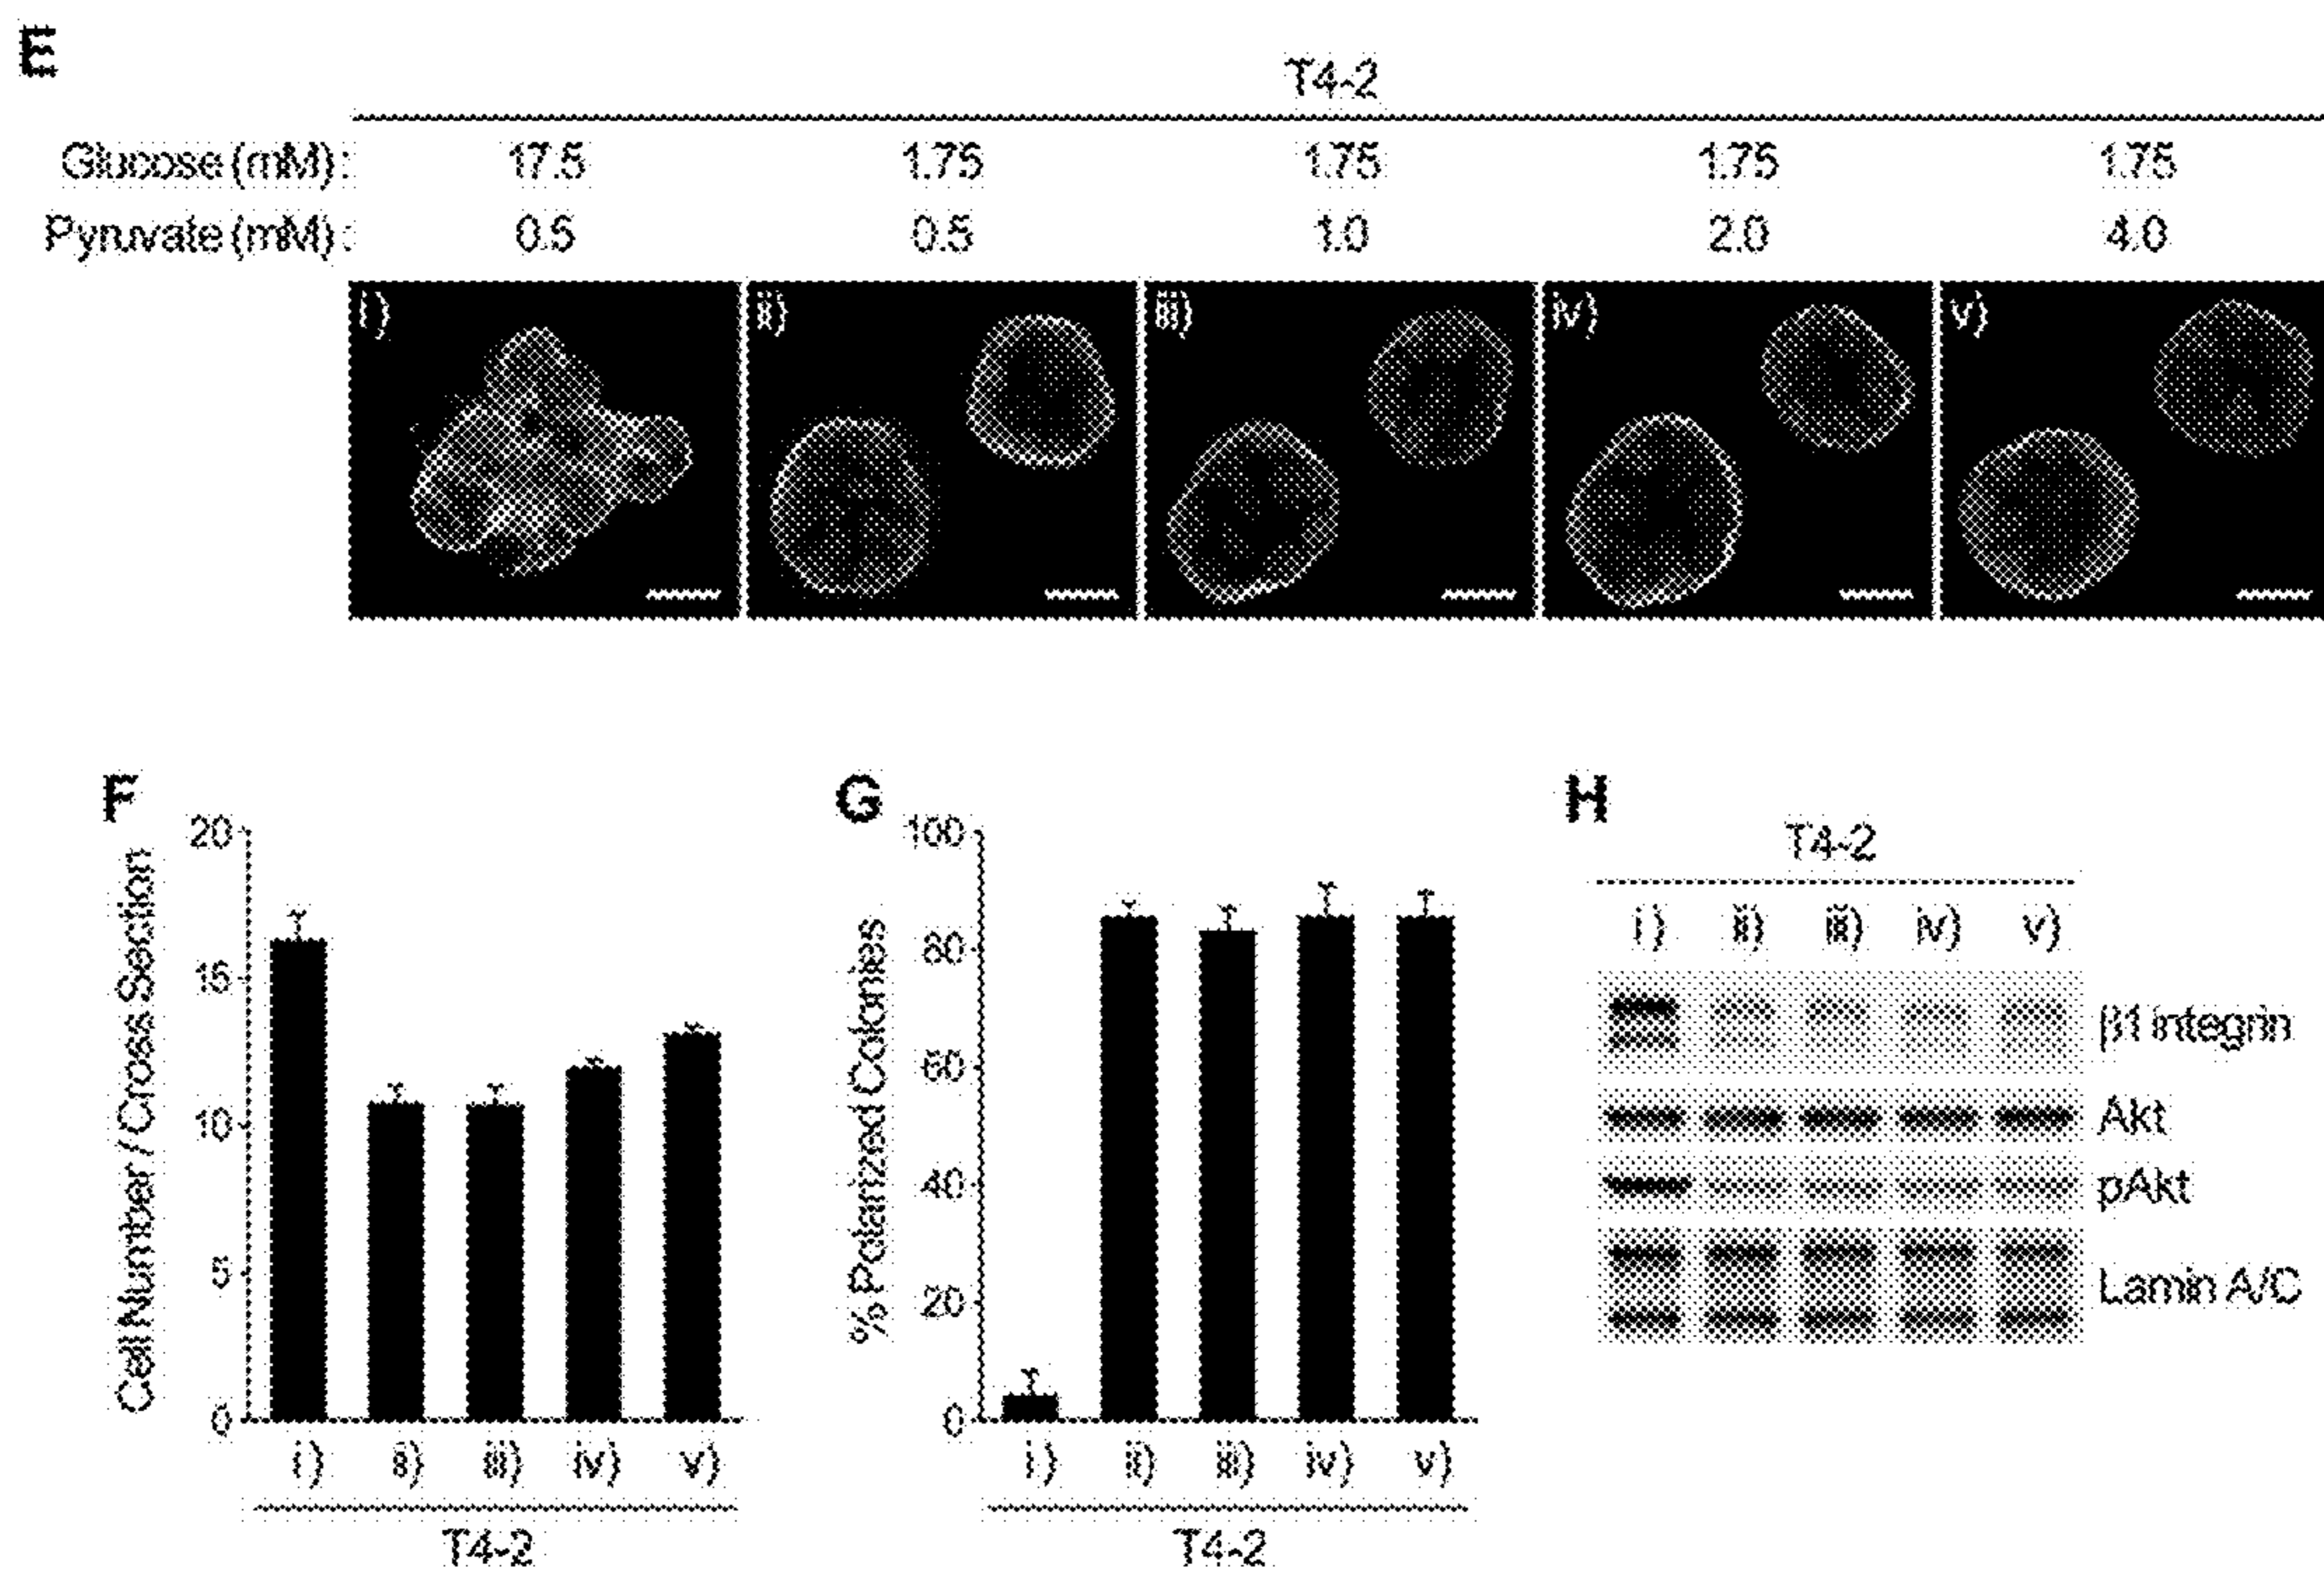 E
T4-2
Glucose (mM): 17.5 1.75 1.75 1.75 1.75
Pyruvate (mM): 0.5 0.5 1.0 2.0 4.0
i) ii) iii) iv) v)
F
Cell Number / Cross Section
20
15
10
5
0
i) ii) iii) iv) v)
T4-2
G
% Polarized Colonies
100
80
60
40
20
0
i) ii) iii) iv) v)
T4-2
H
T4-2
i) ii) iii) iv) v)
β1 integrin
Akt
pAkt
Lamin A/C